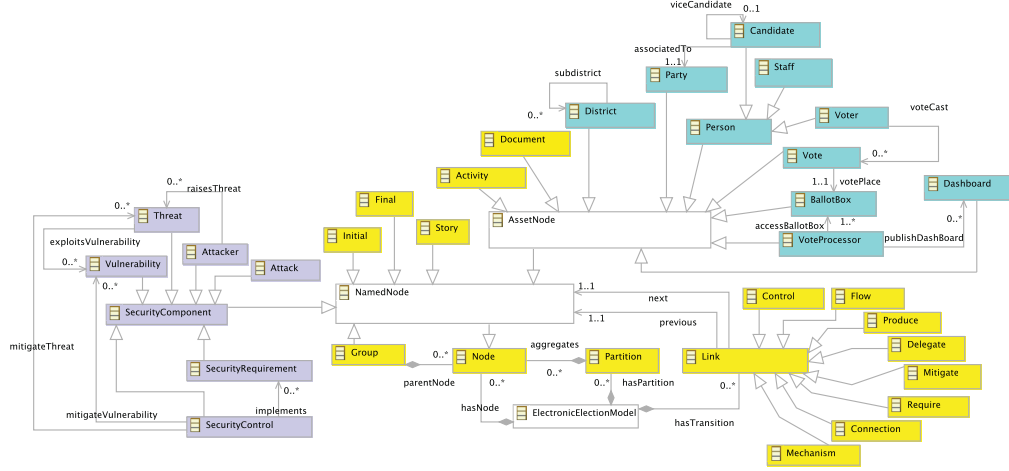 viceCandidate
0..1
Candidate
associatedTo
1..1
Party
Staff
subdistrict
0..*
District
Person
Voter
voteCast
Document
Vote
0..*
Activity
1..1
votePlace
Dashboard
0..*
raisesThreat
Final
BallotBox
0..*
Threat
AssetNode
accessBallotBox
1..*
0..*
Story
Initial
VoteProcessor
publishDashBoard
exploitsVulnerability
Attacker
0..*
Vulnerability
Attack
0..*
NamedNode
1..1
next
Control
Flow
SecurityComponent
1..1
previous
Produce
mitigateThreat
aggregates
Delegate
Group
0..*
Node
Partition
Link
SecurityRequirement
0..*
Mitigate
parentNode
0..*
0..*
hasPartition
0..*
0..*
hasNode
ElectronicElectionModel
Require
mitigateVulnerability
implements
hasTransition
SecurityControl
Connection
Mechanism